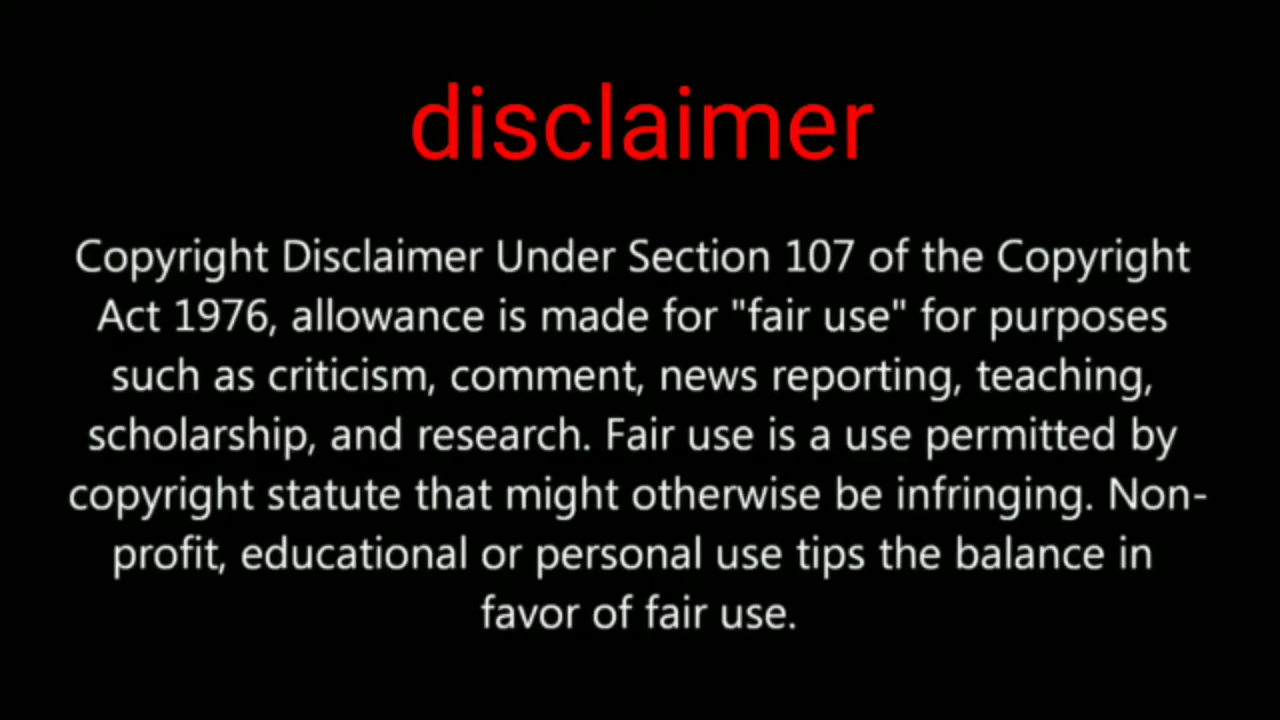 disclaimer
Copyright Disclaimer Under Section 107 of the Copyright
Act 1976, allowance is made for "fair use" for purposes
such as criticism, comment, news reporting, teaching,
scholarship, and research. Fair use is a use permitted by
copyright statute that might otherwise be infringing. Non-
profit, educational or personal use tips the balance in
favor of fair use.